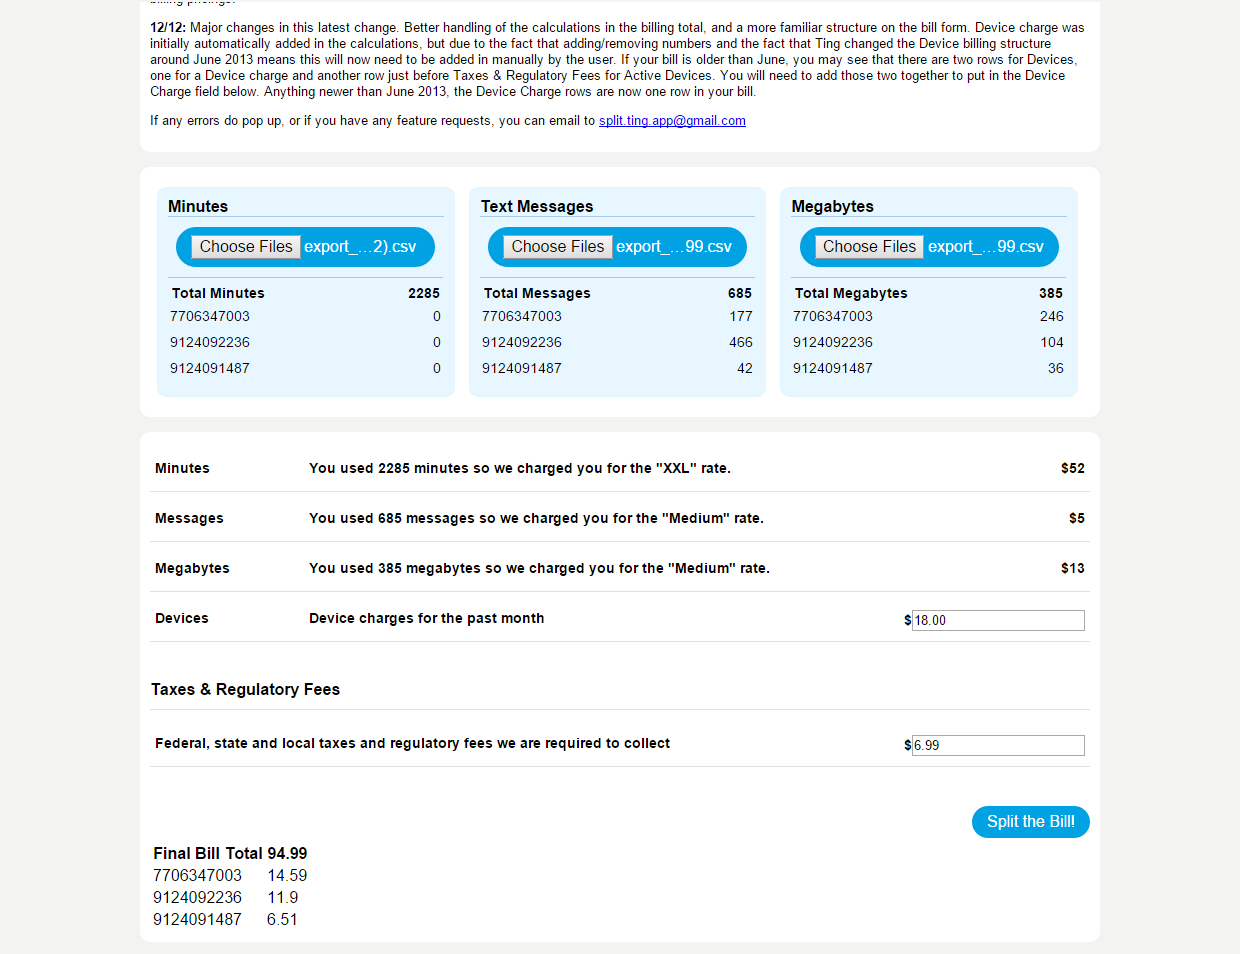 12/12: Major changes in this latest change. Better handling of the calculations in the billing total, and a more familiar structure on the bill form. Device charge was
initially automatically added in the calculations, but due to the fact that adding/removing numbers and the fact that Ting changed the Device billing structure
around June 2013 means this will now need to be added in manually by the user. If your bill is older than June, you may see that there are two rows for Devices,
one for a Device charge and another row just before Taxes & Regulatory Fees for Active Devices. You will need to add those two together to put in the Device
Charge field below. Anything newer than June 2013, the Device Charge rows are now one row in your bill.
If any errors do pop up, or if you have any feature requests, you can email to split.ting.app@gmail.com
Minutes
Choose Files export_...2).csv
Total Minutes 2285
7706347003 0
9124092236 0
9124091487 0
Text Messages
Choose Files export_...99.csv
Total Messages 685
7706347003 177
9124092236 466
9124091487 42
Megabytes
Choose Files export_...99.csv
Total Megabytes 385
7706347003 246
9124092236 104
9124091487 36
Minutes You used 2285 minutes so we charged you for the "XXL" rate. $52
Messages You used 685 messages so we charged you for the "Medium" rate. $5
Megabytes You used 385 megabytes so we charged you for the "Medium" rate. $13
Devices Device charges for the past month $18.00
Taxes & Regulatory Fees
Federal, state and local taxes and regulatory fees we are required to collect $6.99
Split the Bill!
Final Bill Total 94.99
7706347003 14.59
9124092236 11.9
9124091487 6.51